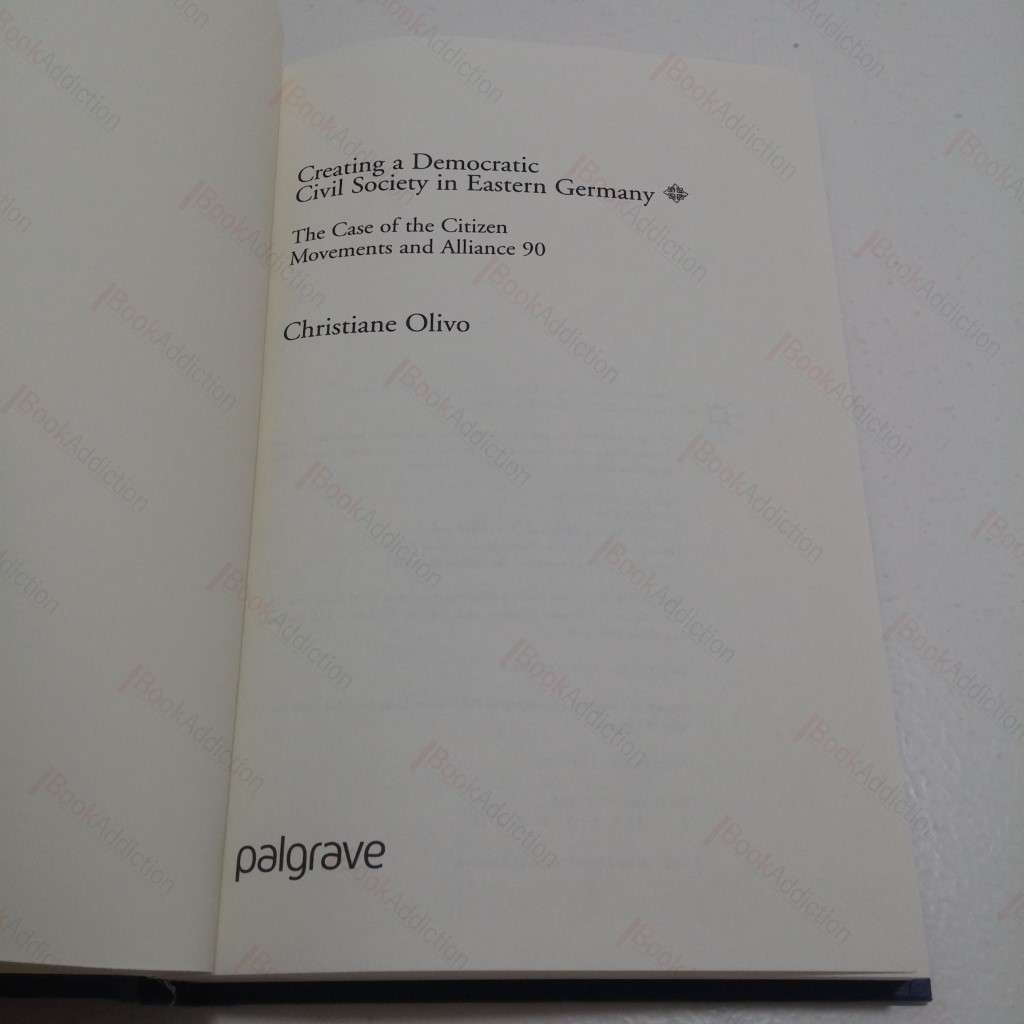 Creating a Democratic
Civil Society in Eastern Germany
The Case of the Citizen
Movements and Alliance 90
Christiane Olivo
palgrave
BookAddiction